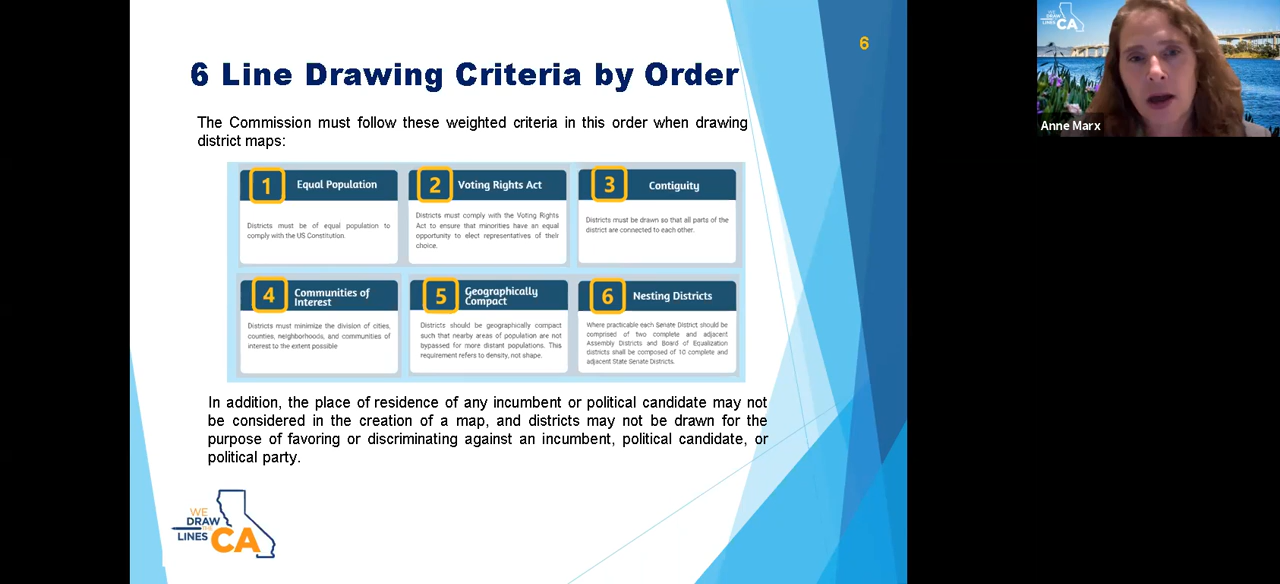 6
6 Line Drawing Criteria by Order
The Commission must follow these weighted criteria in this order when drawing
district maps:
1 Equal Population
Districts must be of equal population to
comply with the US Constitution.
2 Voting Rights Act
Districts must comply with the Voting Rights
Act to ensure that minorities have an equal
opportunity to elect representatives of their
choice.
3 Contiguity
Districts must be drawn so that all parts of the
district are connected to each other.
4 Communities of
Interest
Districts must minimize the division of cities,
counties, neighborhoods, and communities of
interest to the extent possible
5 Geographically
Compact
Districts should be geographically compact
such that nearby areas of population are not
bypassed for more distant populations. This
requirement refers to density, not shape.
6 Nesting Districts
Where practicable each Senate District should be
comprised of two complete and adjacent
Assembly Districts and Board of Equalization
districts shall be composed of 10 complete and
adjacent State Senate Districts.
In addition, the place of residence of any incumbent or political candidate may not
be considered in the creation of a map, and districts may not be drawn for the
purpose of favoring or discriminating against an incumbent, political candidate, or
political party.
WE
DRAW
THE
LINES CA
WE
DRAW
THE
LINES CA
Anne Marx